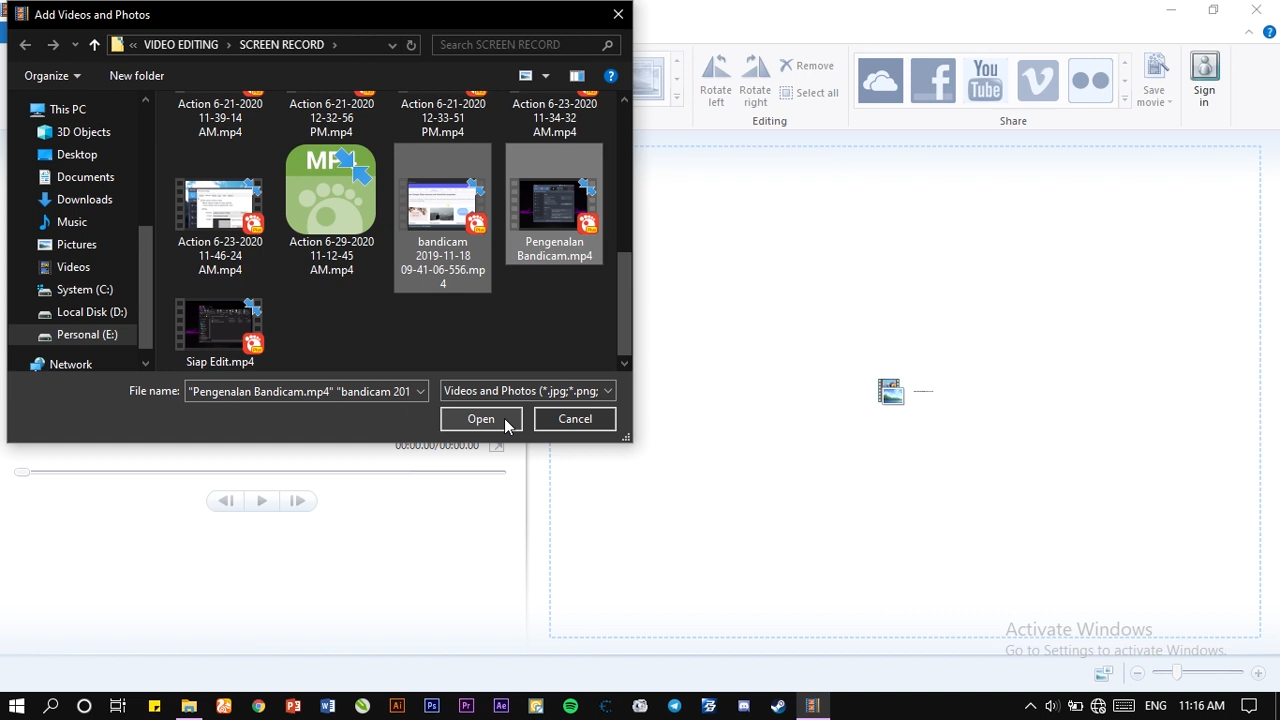 Add Videos and Photos
« VIDEO EDITING › SCREEN RECORD ›
Search SCREEN RECORD
Organize
New folder
This PC
3D Objects
Desktop
Documents
Downloads
Music
Pictures
Videos
System (C:)
Local Disk (D:)
Personal (E:)
Network
Action 6-21-2020
11-39-14
AM.mp4
Action 6-21-2020
12-32-56
PM.mp4
Action 6-21-2020
12-33-51
PM.mp4
Action 6-23-2020
11-34-32
AM.mp4
Action 6-23-2020
11-46-24
AM.mp4
MP4
Action 6-29-2020
11-12-45
AM.mp4
bandicam
2019-11-18
09-41-06-556.mp
4
Pengenalan
Bandicam.mp4
Siap Edit.mp4
File name:
"Pengenalan Bandicam.mp4" "bandicam 201
Videos and Photos (*.jpg;*.png;
Open
Cancel
00:00.00/00:00.00
Rotate
left
Rotate
right
Remove
Select all
Editing
f
You
Tube
Share
Save
movie
Sign
in
Activate Windows
Go to Settings to activate Windows.
Ai
Ps
Pr
Ae
ENG
11:16 AM